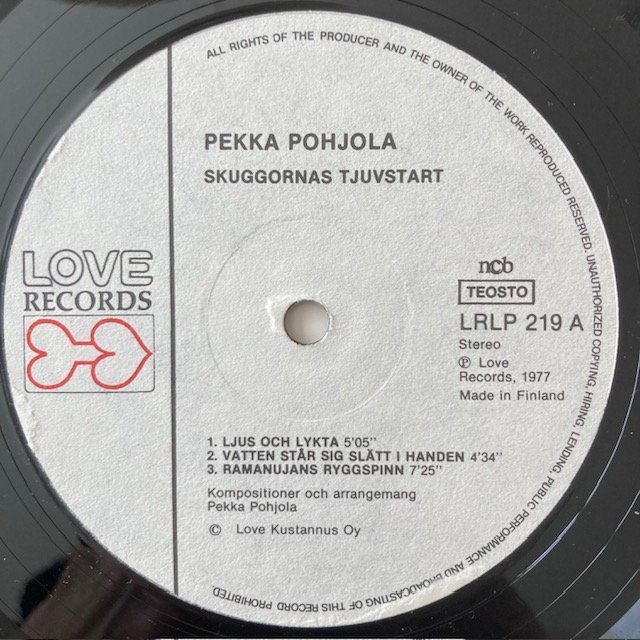 ALL RIGHTS OF THE PRODUCER AND THE OWNER OF THE WORK REPRODUCED RESERVED. UNAUTHORIZED COPYING, HIRING, LENDING, PUBLIC PERFORMANCE AND BROADCASTING OF THIS RECORD PROHIBITED.
PEKKA POHJOLA
SKUGGORNAS TJUVSTART
LOVE
RECORDS
ncb
TEOSTO
LRLP 219 A
Stereo
℗ Love
Records, 1977
Made in Finland
1. LJUS OCH LYKTA 5'05"
2. VATTEN STÅR SIG SLÄTT I HANDEN 4'34"
3. RAMANUJANS RYGGSPINN 7'25"
Kompositioner och arrangemang
Pekka Pohjola
© Love Kustannus Oy